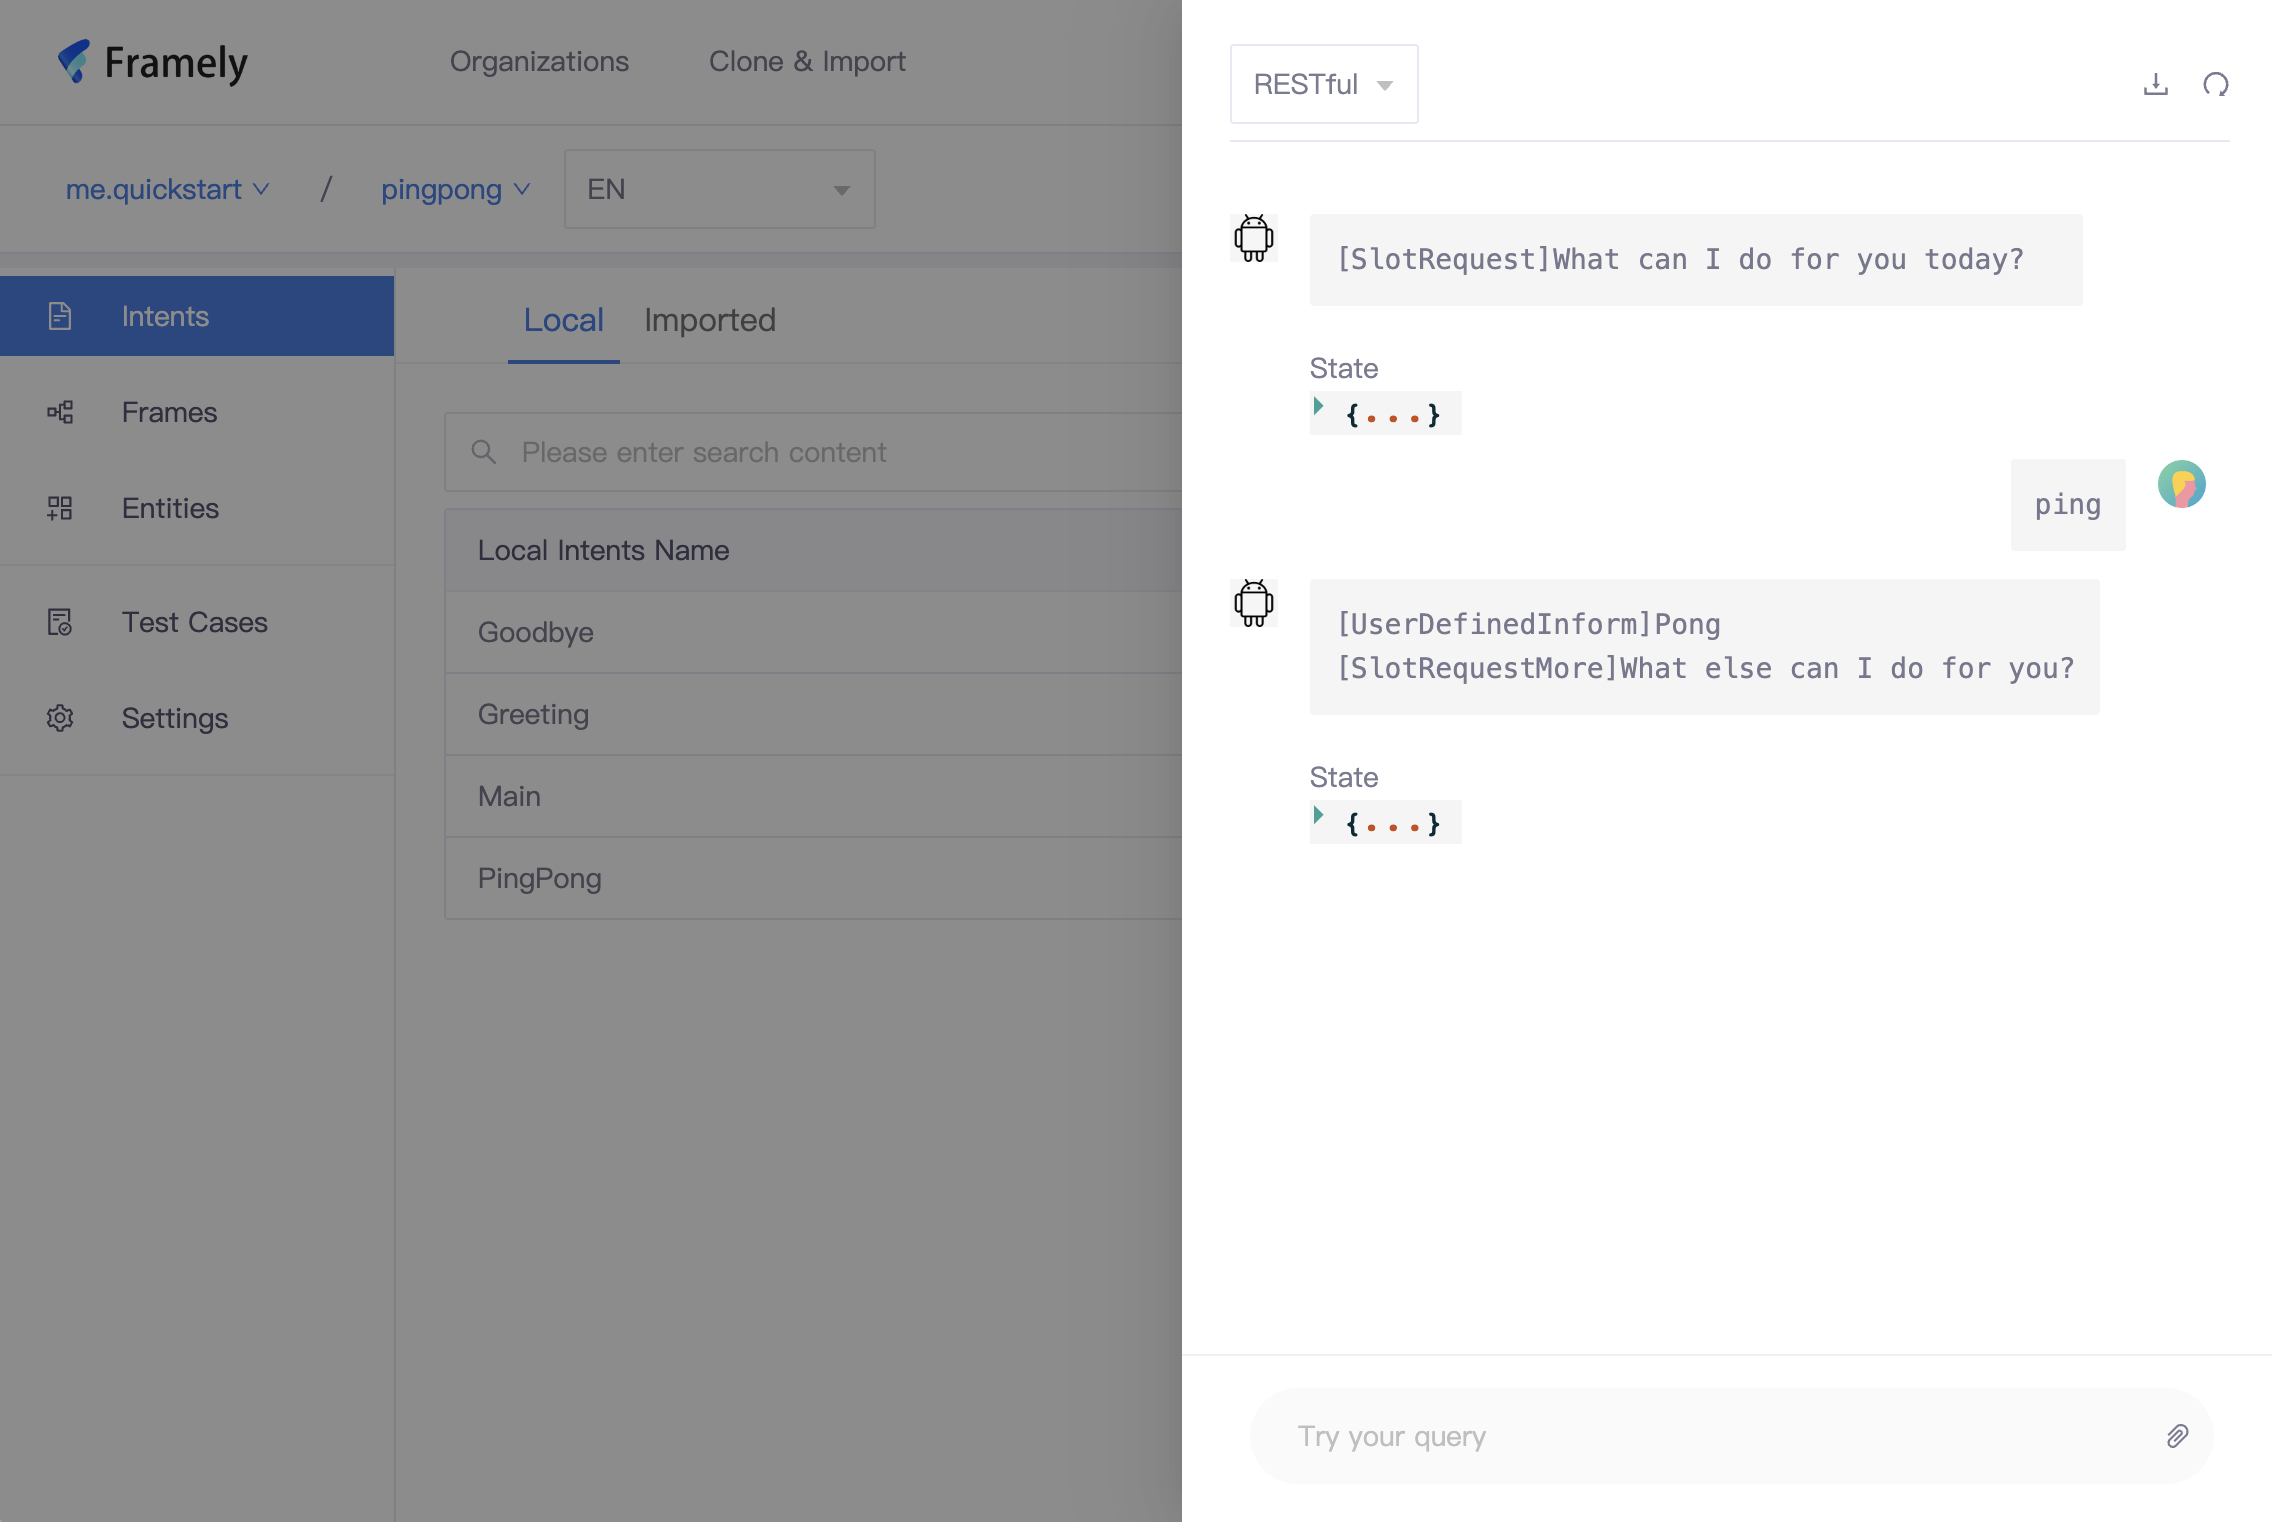 Framely
Organizations
Clone & Import
me.quickstart
/
pingpong
EN
Intents
Frames
Entities
Test Cases
Settings
Local
Imported
Please enter search content
Local Intents Name
Goodbye
Greeting
Main
PingPong
RESTful
[SlotRequest]What can I do for you today?
State
{...}
ping
[UserDefinedInform]Pong
[SlotRequestMore]What else can I do for you?
State
{...}
Try your query